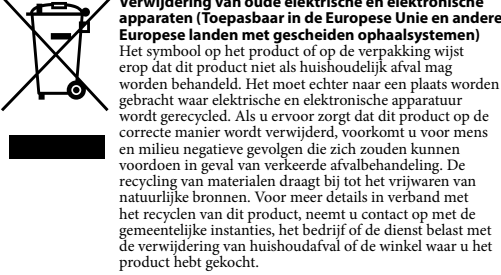 Verwijdering van oude elektrische en elektronische
apparaten (Toepasbaar in de Europese Unie en andere
Europese landen met gescheiden ophaalsystemen)
Het symbool op het product of op de verpakking wijst
erop dat dit product niet als huishoudelijk afval mag
worden behandeld. Het moet echter naar een plaats worden
gebracht waar elektrische en elektronische apparatuur
wordt gerecycled. Als u ervoor zorgt dat dit product op de
correcte manier wordt verwijderd, voorkomt u voor mens
en milieu negatieve gevolgen die zich zouden kunnen
voordoen in geval van verkeerde afvalbehandeling. De
recycling van materialen draagt bij tot het vrijwaren van
natuurlijke bronnen. Voor meer details in verband met
het recyclen van dit product, neemt u contact op met de
gemeentelijke instanties, het bedrijf of de dienst belast met
de verwijdering van huishoudafval of de winkel waar u het
product hebt gekocht.